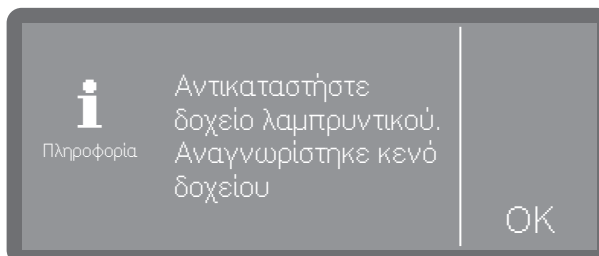 Πληροφορία
Αντικαταστήστε
δοχείο λαμπρυντικού.
Αναγνωρίστηκε κενό
δοχείου
OK